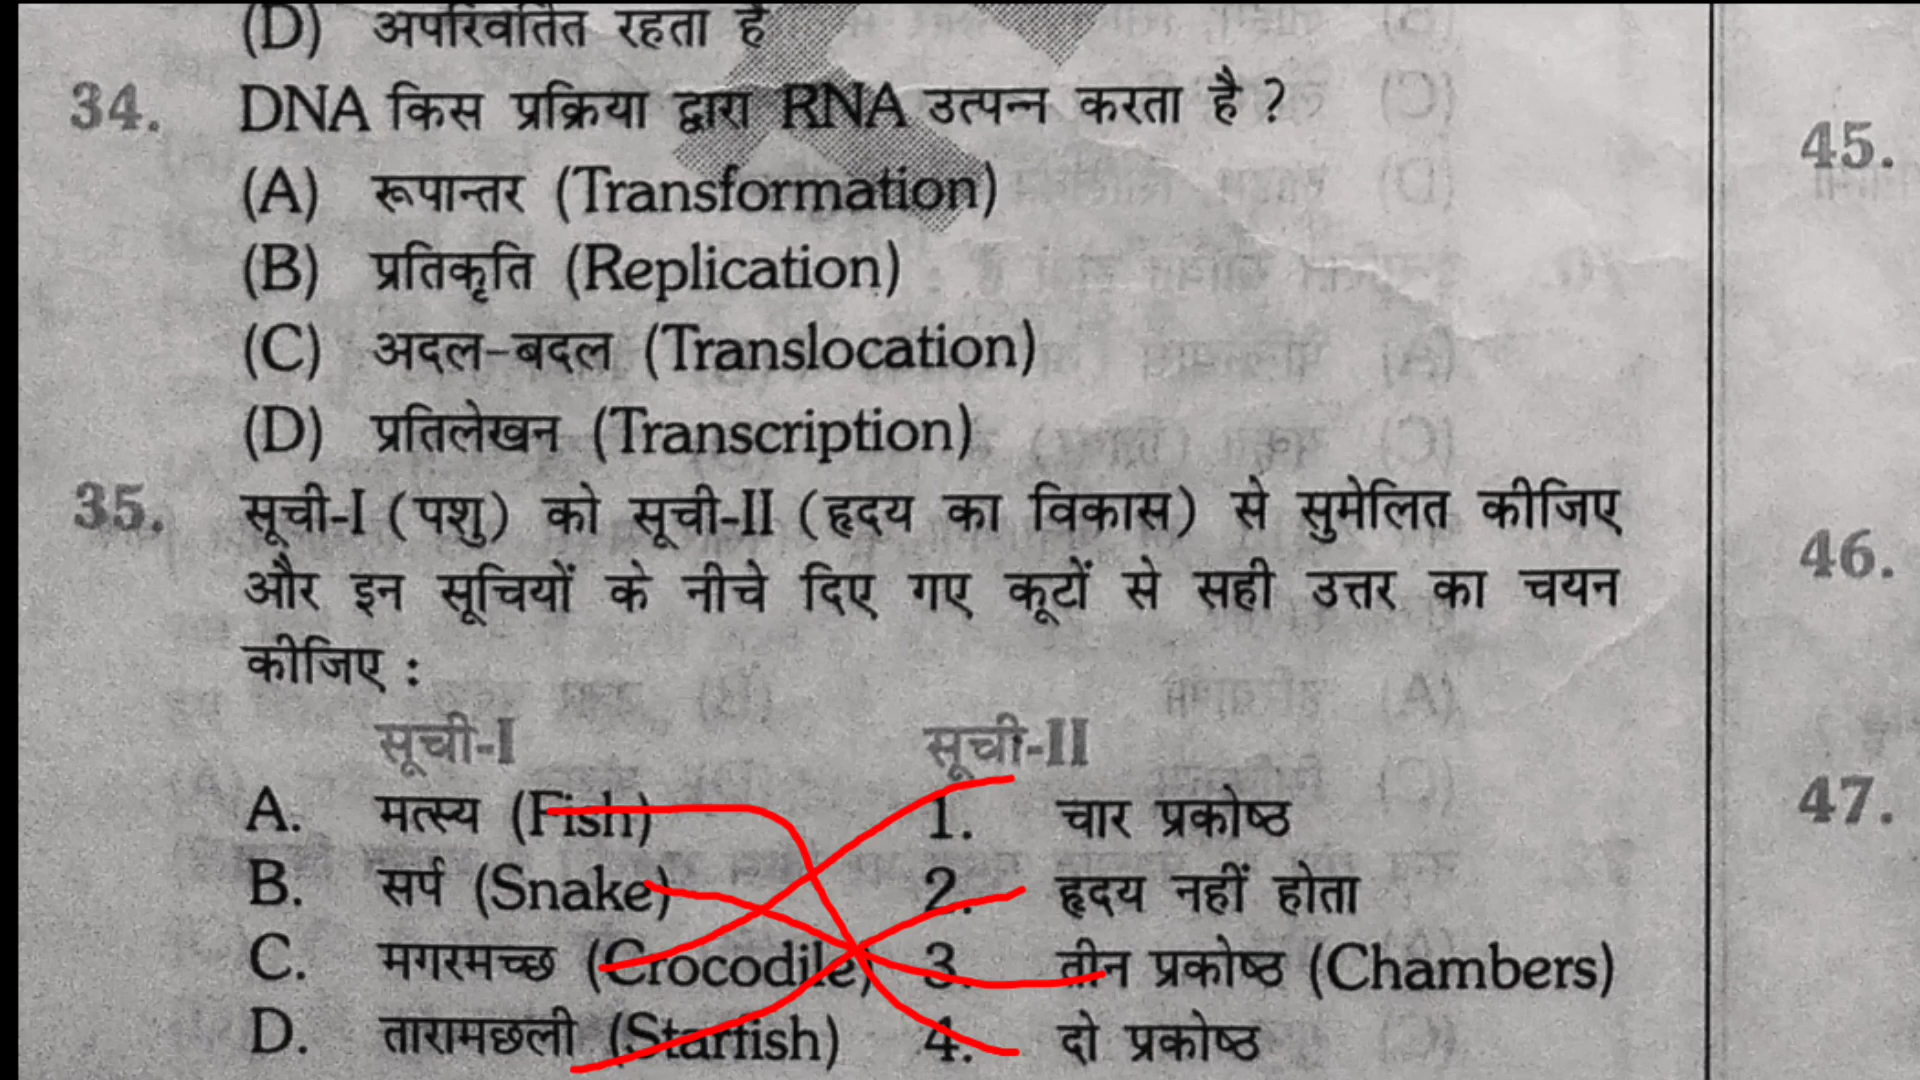 (D) अपरिवर्तित रहता है
34. DNA किस प्रक्रिया द्वारा RNA उत्पन्न करता है ?
(A) रूपान्तर (Transformation)
(B) प्रतिकृति (Replication)
(C) अदल-बदल (Translocation)
(D) प्रतिलेखन (Transcription)
35. सूची-I (पशु) को सूची-II (हृदय का विकास) से सुमेलित कीजिए
और इन सूचियों के नीचे दिए गए कूटों से सही उत्तर का चयन
कीजिए :
सूची-I सूची-II
A. मत्स्य (Fish) 1. चार प्रकोष्ठ
B. सर्प (Snake) 2. हृदय नहीं होता
C. मगरमच्छ (Crocodile) 3. तीन प्रकोष्ठ (Chambers)
D. तारामछली (Starfish) 4. दो प्रकोष्ठ
45.
46.
47.